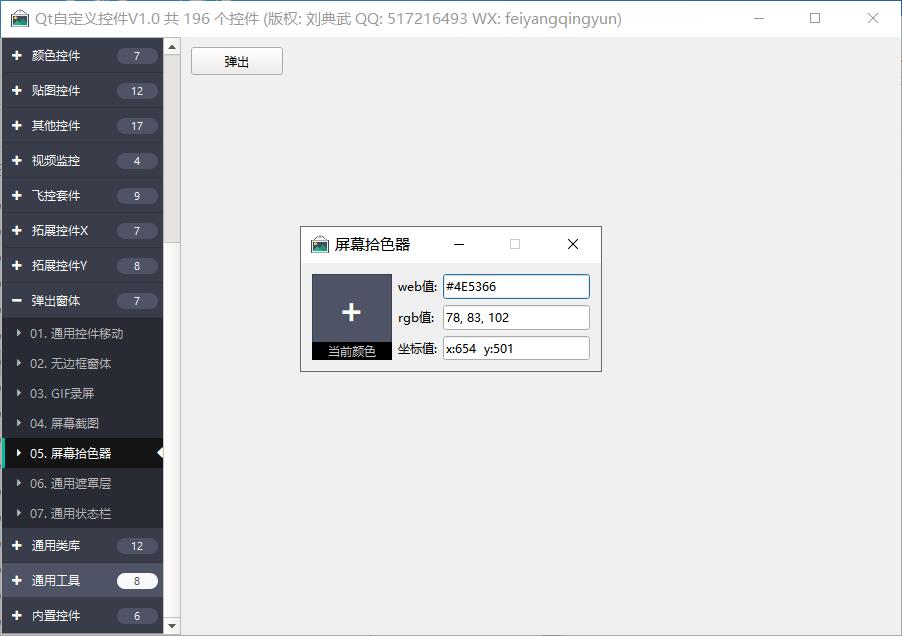 Qt自定义控件V1.0 共 196 个控件 (版权: 刘典武 QQ: 517216493 WX: feiyangqingyun)
颜色控件 7
贴图控件 12
其他控件 17
视频监控 4
飞控套件 9
拓展控件X 7
拓展控件Y 8
弹出窗体 7
01. 通用控件移动
02. 无边框窗体
03. GIF录屏
04. 屏幕截图
05. 屏幕拾色器
06. 通用遮罩层
07. 通用状态栏
通用类库 12
通用工具 8
内置控件 6
弹出
屏幕拾色器
当前颜色
web值: #4E5366
rgb值: 78, 83, 102
坐标值: x:654 y:501